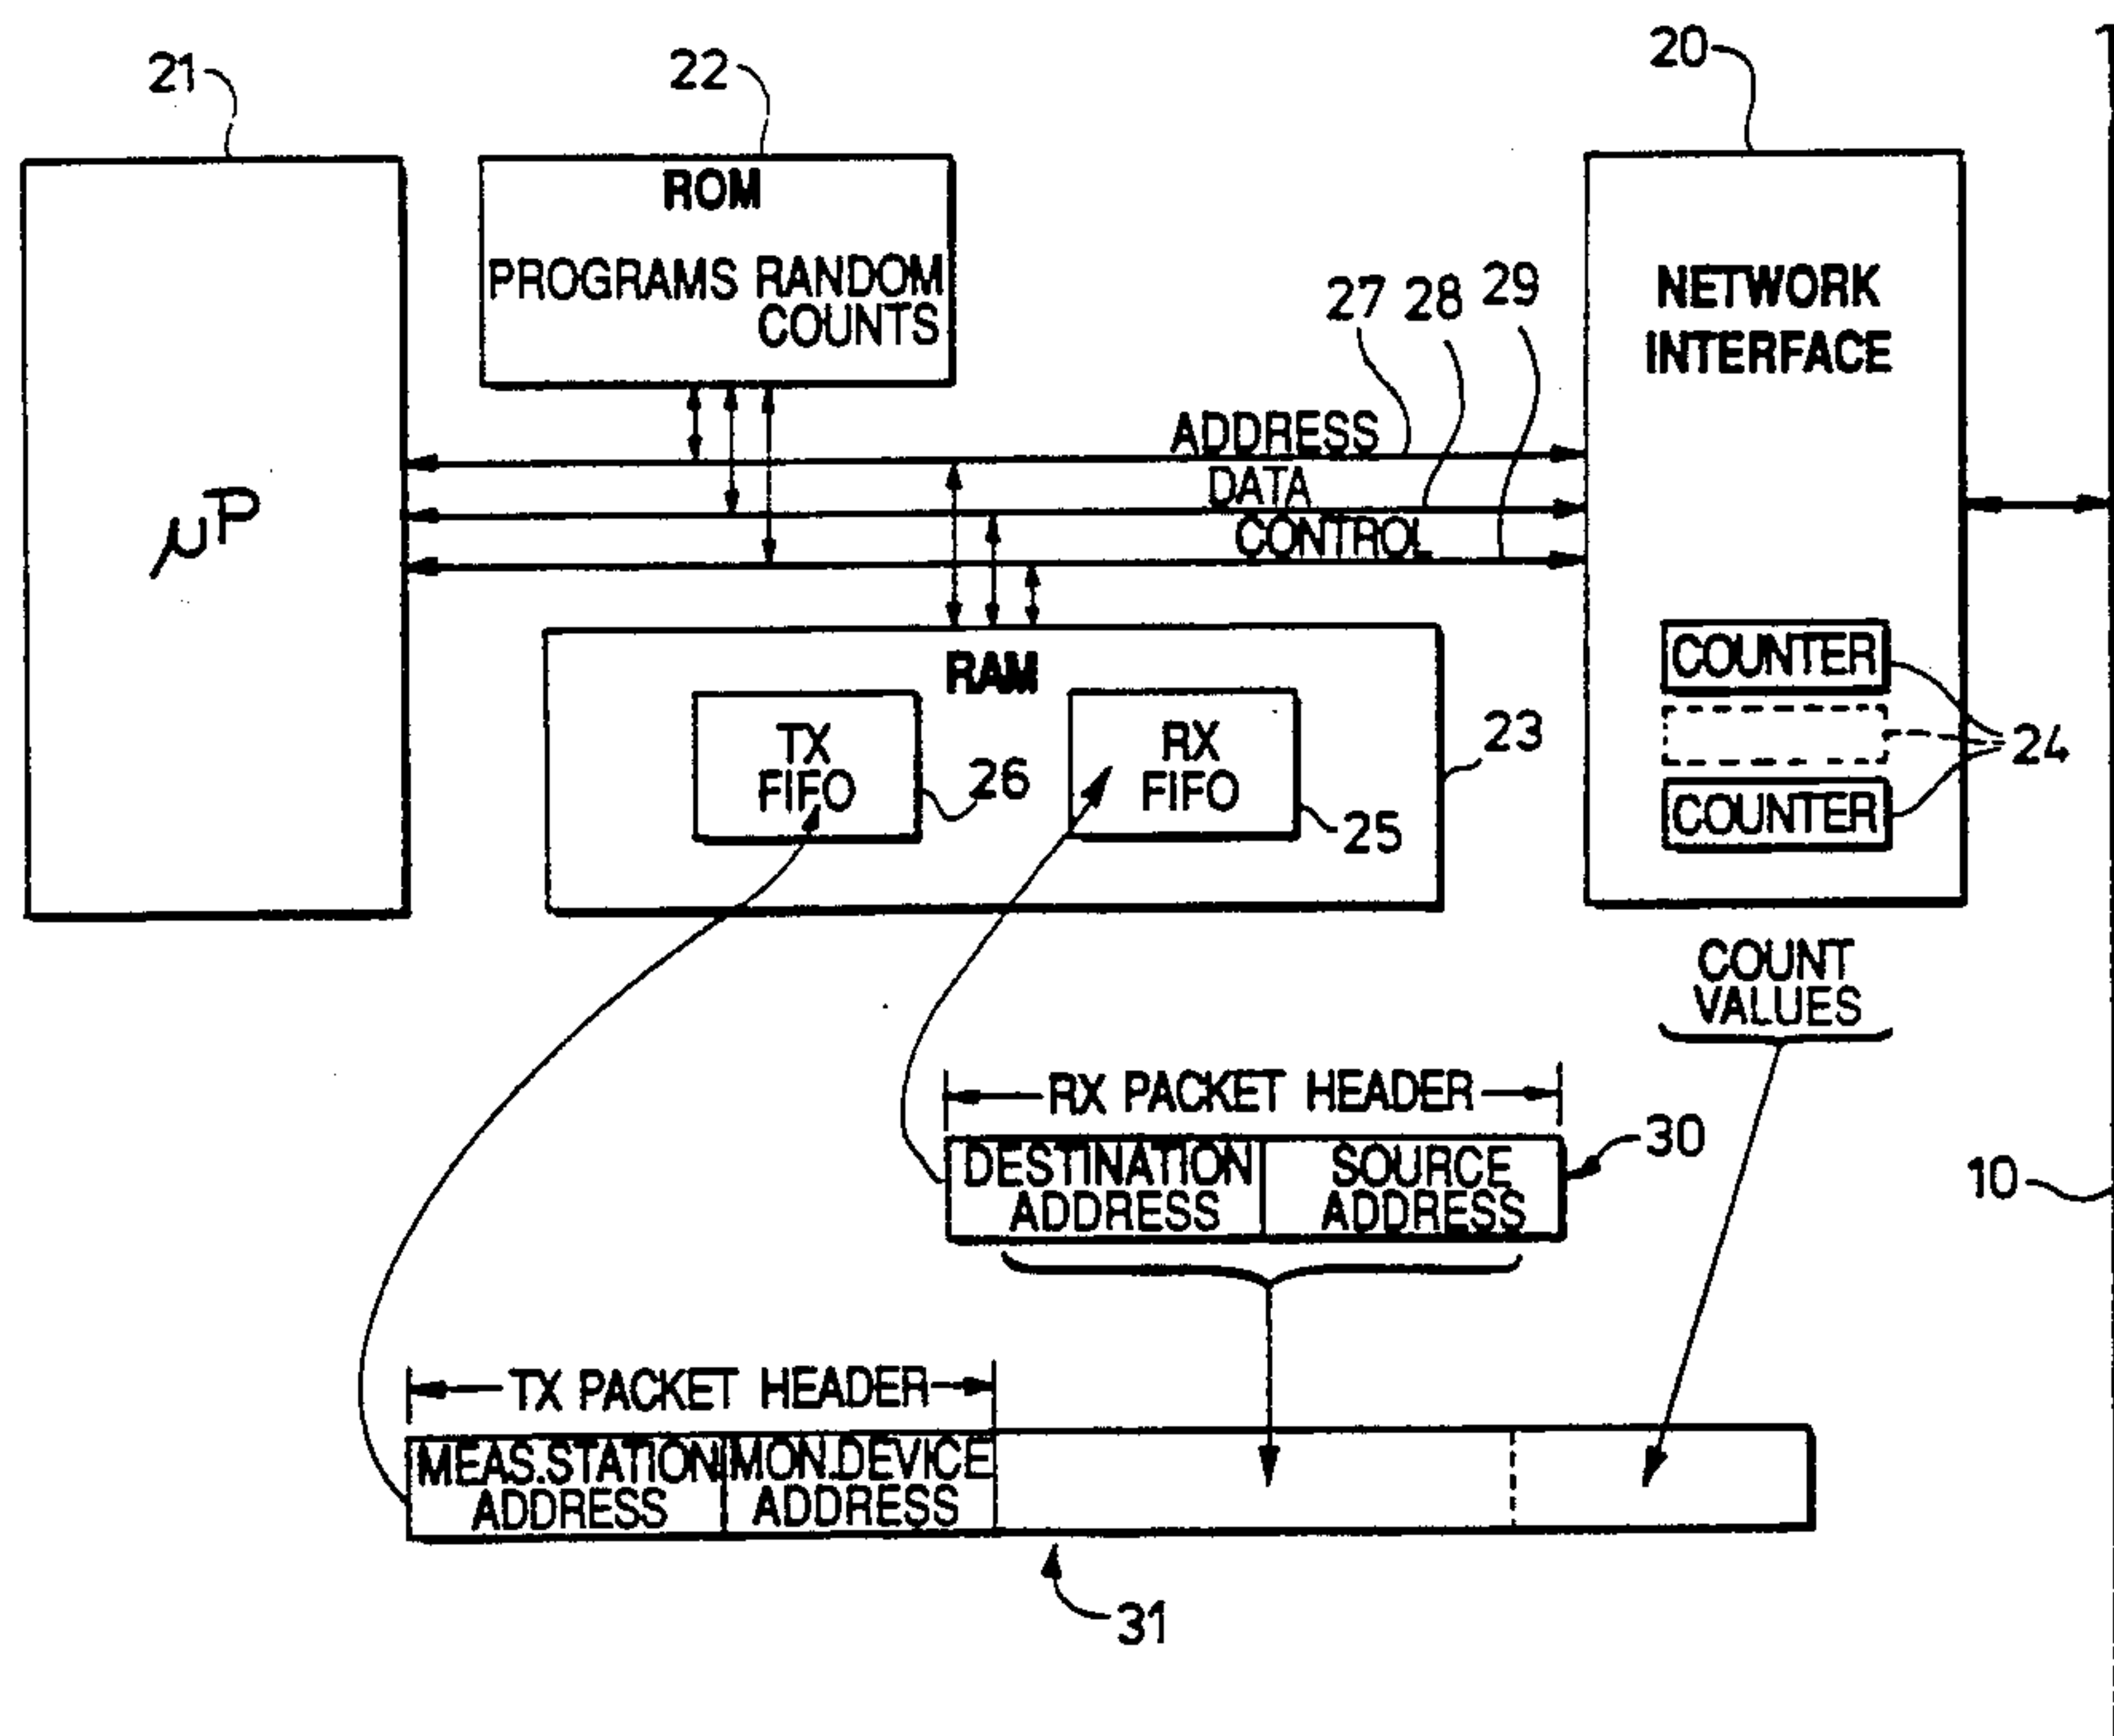 21
22
20
ROM
PROGRAMS RANDOM
COUNTS
27 28 29
NETWORK
INTERFACE
ADDRESS
DATA
CONTROL
µP
RAM
TX
FIFO
26
RX
FIFO
25
23
COUNTER
COUNTER
24
COUNT
VALUES
RX PACKET HEADER
DESTINATION
ADDRESS
SOURCE
ADDRESS
30
10
TX PACKET HEADER
MEAS.STATION
ADDRESS
MON.DEVICE
ADDRESS
31